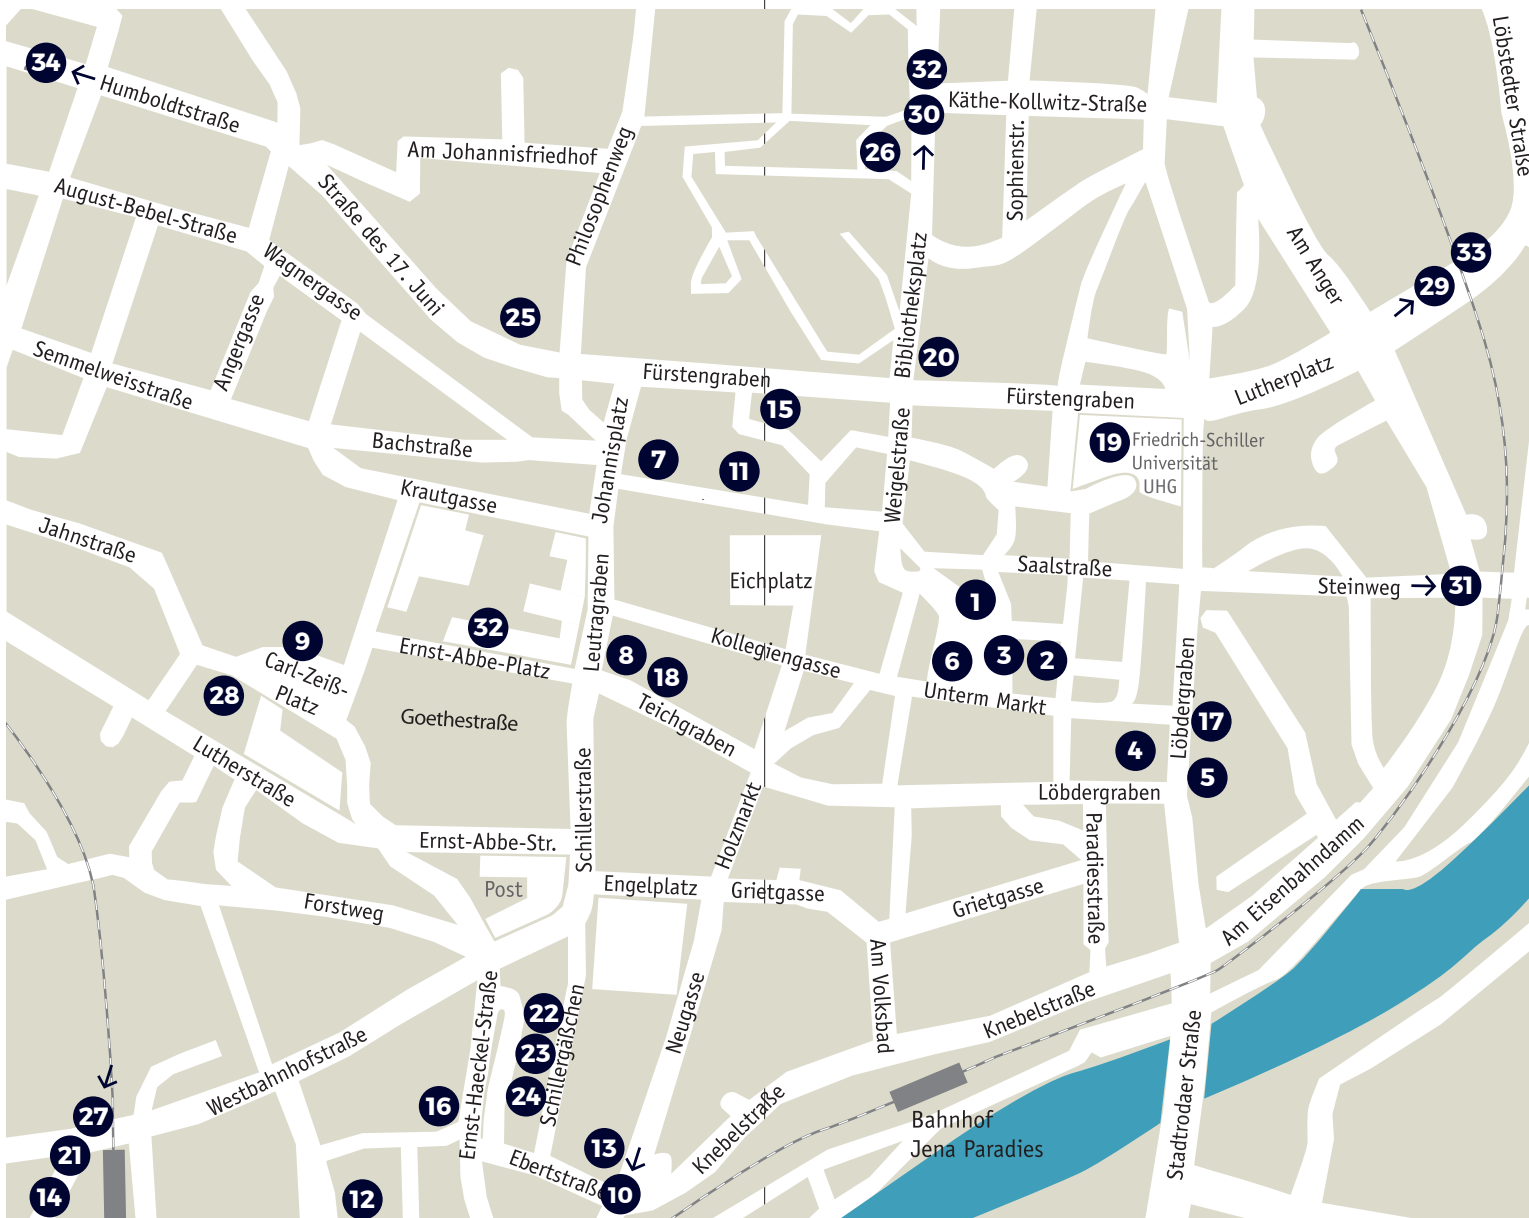 34
Humboldtstraße
August-Bebel-Straße
Am Johannisfriedhof
Philosophenweg
Straße des 17. Juni
Wagnergasse
Angergasse
Semmelweisstraße
25
32
30
26
Käthe-Kollwitz-Straße
Sophienstr.
Löbstedter Straße
Am Anger
33
29
Bibliotheksplatz
20
Lutherplatz
Fürstengraben
Fürstengraben
15
19
Friedrich-Schiller
Universität
UHG
Bachstraße
Johannisplatz
7
11
Weigelstraße
Krautgasse
Jahnstraße
Leutragraben
Eichplatz
Saalstraße
Steinweg
31
1
9
32
Ernst-Abbe-Platz
Carl-Zeiß-
Platz
28
8
18
Kollegiengasse
Teichgraben
6
3
2
Unterm Markt
Löbdergraben
17
4
5
Goethestraße
Lutherstraße
Schillerstraße
Holzmarkt
Löbdergraben
Ernst-Abbe-Str.
Post
Engelplatz
Grietgasse
Grietgasse
Paradiesstraße
Am Eisenbahndamm
Forstweg
Am Volksbad
Knebelstraße
Ernst-Haeckel-Straße
22
23
24
Schillergäßchen
Neugasse
Westbahnhofstraße
16
27
21
14
12
13
10
Ebertstraße
Knebelstraße
Bahnhof
Jena Paradies
Stadtrodaer Straße